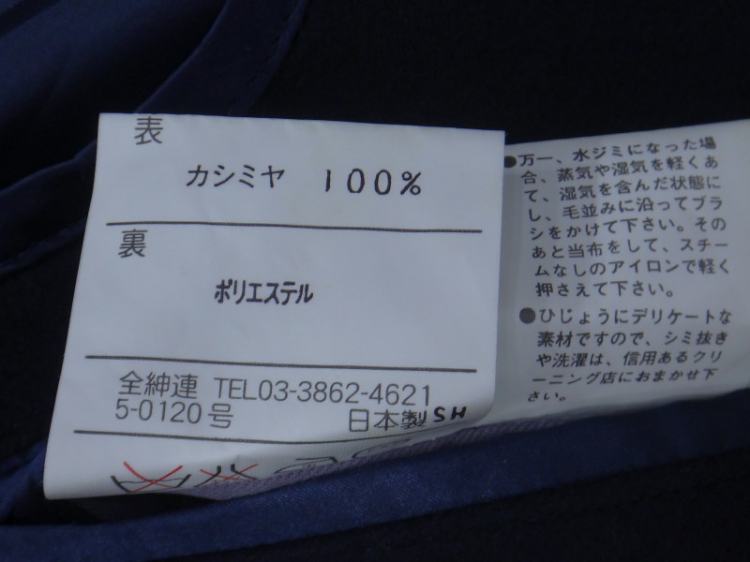 表
カシミヤ 100%
裏
ポリエステル
全紳連 TEL03-3862-4621
5-0120号 日本製SH
●万一、水ジミになった場
合、蒸気や湿気を軽くあ
て、湿気を含んだ状態に
し、毛並みに沿ってブラ
シをかけて下さい。その
あと当布をして、スチー
ムなしのアイロンで軽く
押さえて下さい。
●ひじょうにデリケートな
素材ですので、シミ抜き
や洗濯は、信用あるクリ
ーニング店におまかせ下
さい。